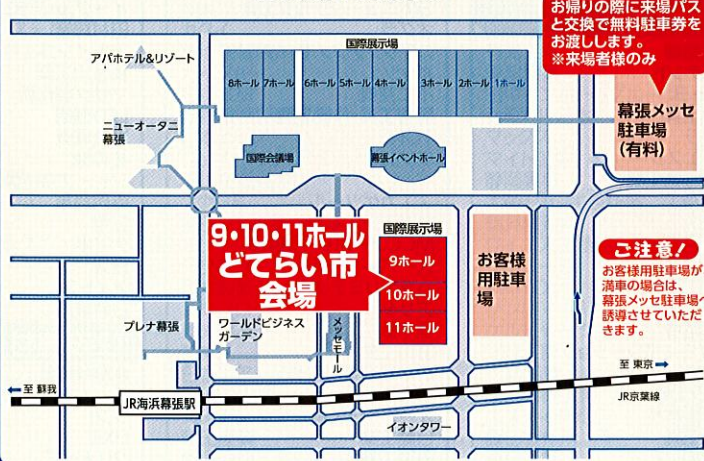 お帰りの際に来場パス
と交換で無料駐車券を
お渡しします。
※来場者様のみ
国際展示場
アパホテル&リゾート
8ホール
7ホール
6ホール
5ホール
4ホール
3ホール
2ホール
1ホール
幕張メッセ
駐車場
(有料)
ニューオータニ
幕張
国際会議場
幕張イベントホール
9・10・11ホール
どてらい市
会場
国際展示場
9ホール
10ホール
11ホール
お客様
用駐車
場
ご注意!
お客様用駐車場が
満車の場合は、
幕張メッセ駐車場へ
誘導させていただ
きます。
プレナ幕張
ワールドビジネス
ガーデン
メッセモール
至 東京
至 蘇我
JR海浜幕張駅
JR京葉線
イオンタワー